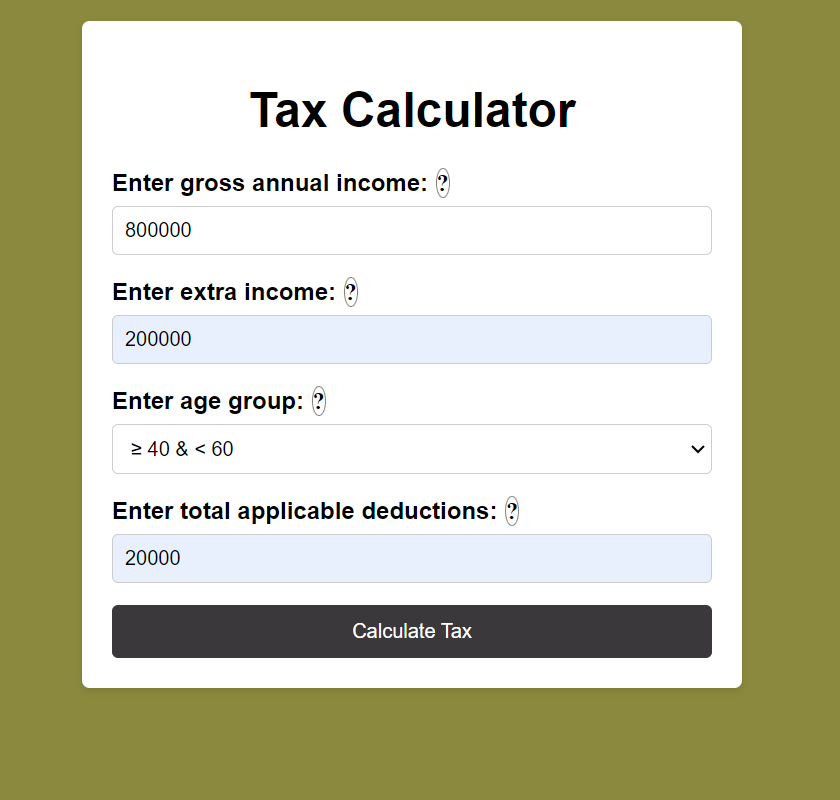 Tax Calculator
Enter gross annual income: ?
800000
Enter extra income: ?
200000
Enter age group: ?
≥ 40 & < 60
Enter total applicable deductions: ?
20000
Calculate Tax